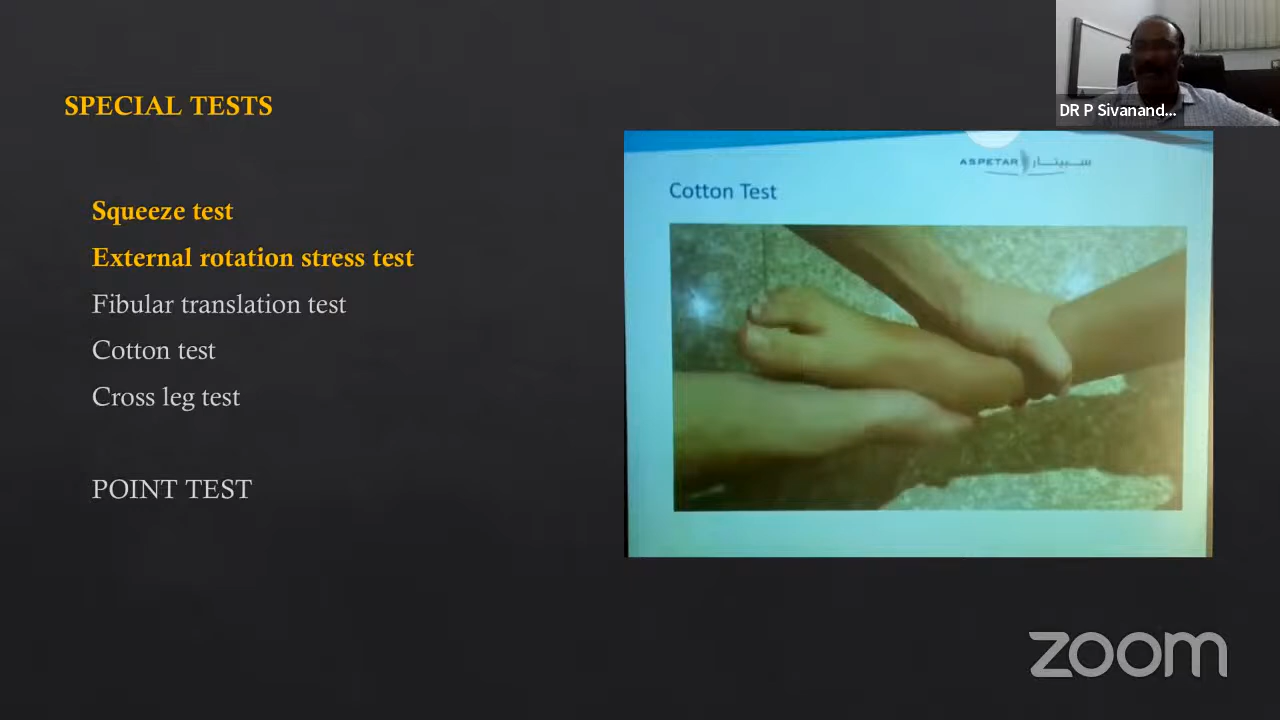 DR P Sivanand...
SPECIAL TESTS
ASPETAR سبيتار
Cotton Test
Squeeze test
External rotation stress test
Fibular translation test
Cotton test
Cross leg test
POINT TEST
zoom